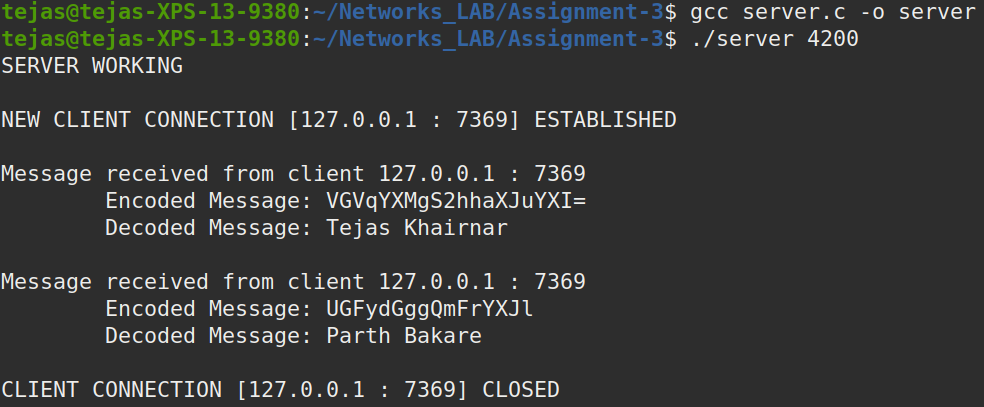 tejas@tejas-XPS-13-9380:~/Networks_LAB/Assignment-3$ gcc server.c -o server
tejas@tejas-XPS-13-9380:~/Networks_LAB/Assignment-3$ ./server 4200
SERVER WORKING
NEW CLIENT CONNECTION [127.0.0.1 : 7369] ESTABLISHED
Message received from client 127.0.0.1 : 7369
Encoded Message: VGVqYXMgS2hhaXJuYXI=
Decoded Message: Tejas Khairnar
Message received from client 127.0.0.1 : 7369
Encoded Message: UGFydGggQmFrYXJl
Decoded Message: Parth Bakare
CLIENT CONNECTION [127.0.0.1 : 7369] CLOSED